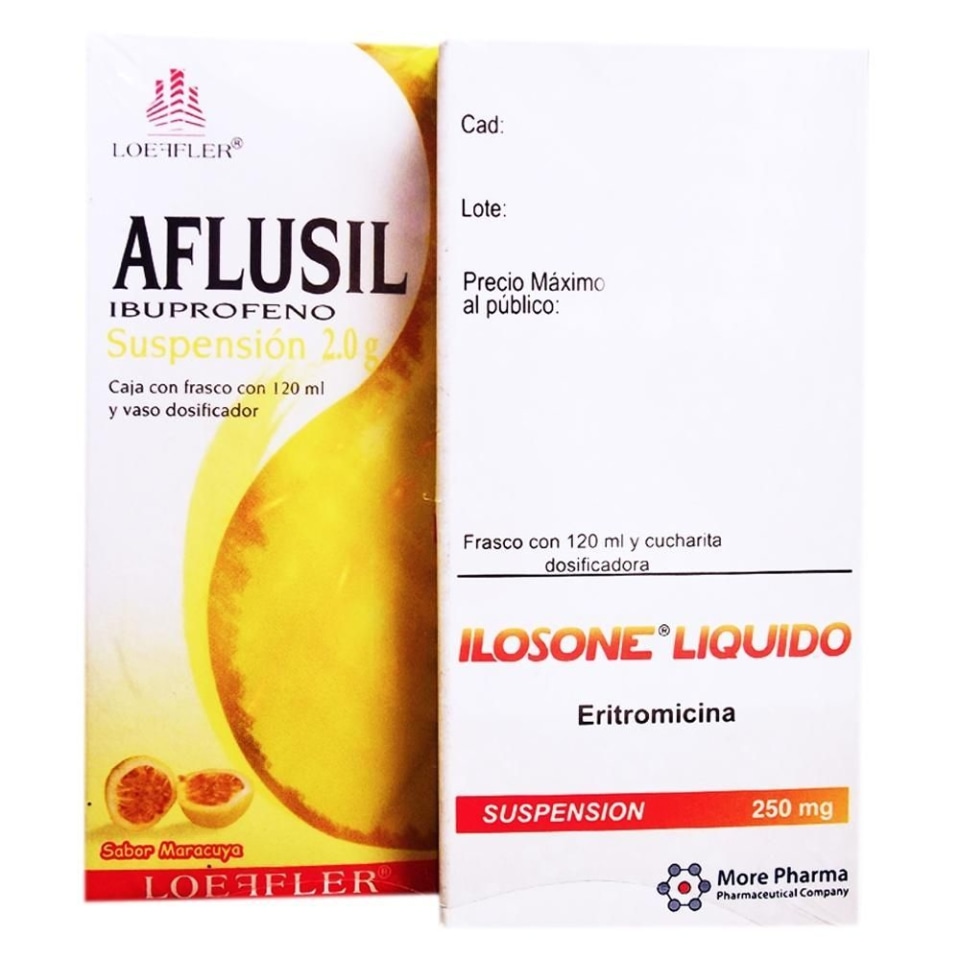 LOEFFLER®
AFLUSIL
IBUPROFENO
Suspensión 2.0 g
Caja con frasco con 120 ml
y vaso dosificador
Sabor Maracuya
LOEFFLER®
Cad:
Lote:
Precio Máximo
al público:
Frasco con 120 ml y cucharita
dosificadora
ILOSONE® LIQUIDO
Eritromicina
SUSPENSION 250 mg
More Pharma
Pharmaceutical Company